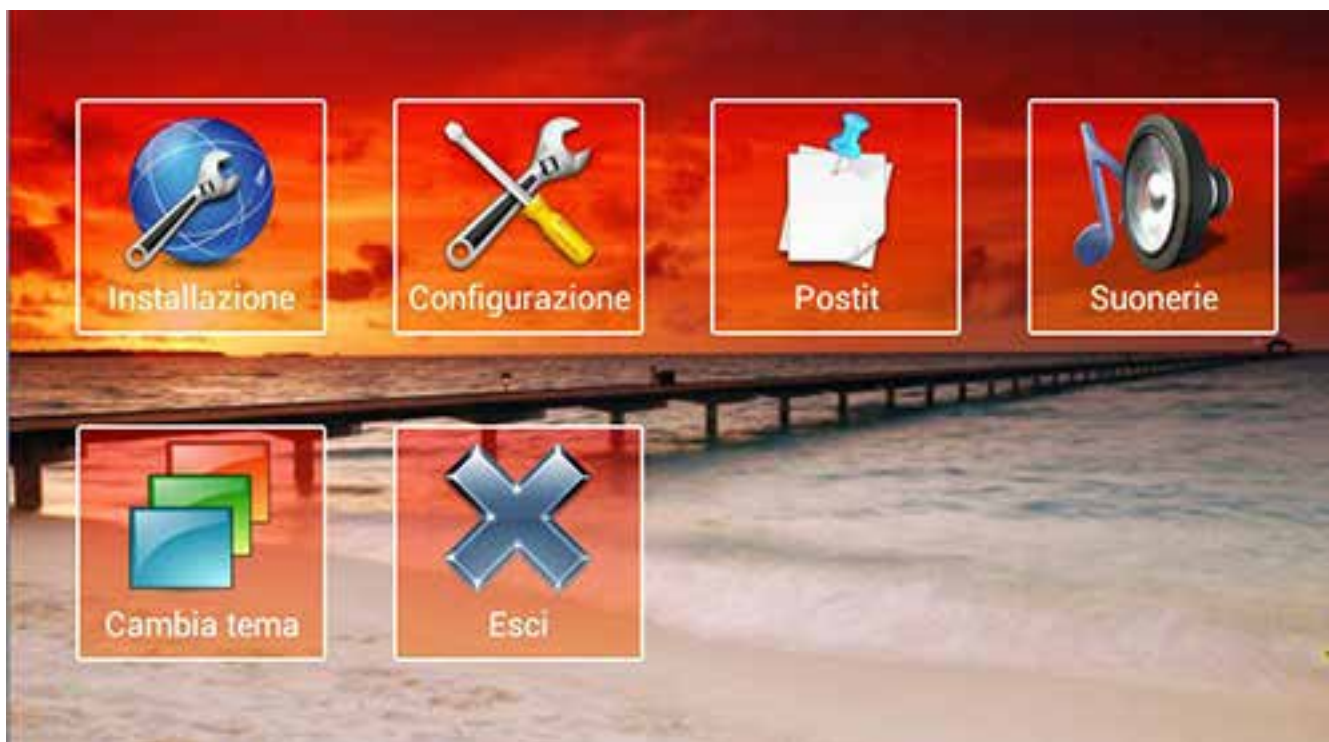 Installazione
Configurazione
Postit
Suonerie
Cambia tema
Esci